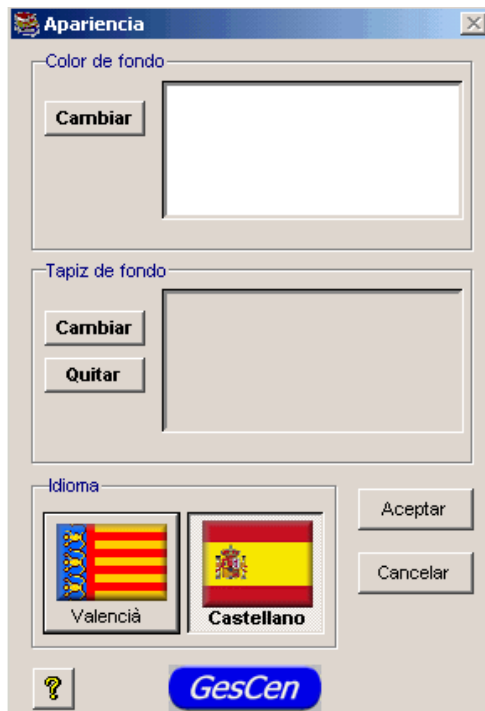 Apariencia
Color de fondo
Cambiar
Tapiz de fondo
Cambiar
Quitar
Idioma
Valencià
Castellano
Aceptar
Cancelar
?
GesCen